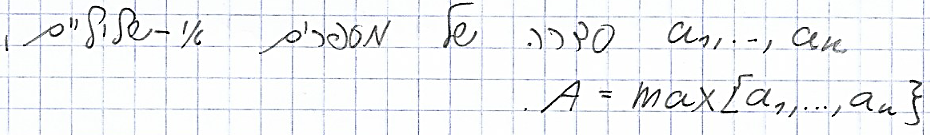 a₁,...,aₙ סדרה של מספרים אי-שליליים,
A = max{a₁,...,aₙ}.